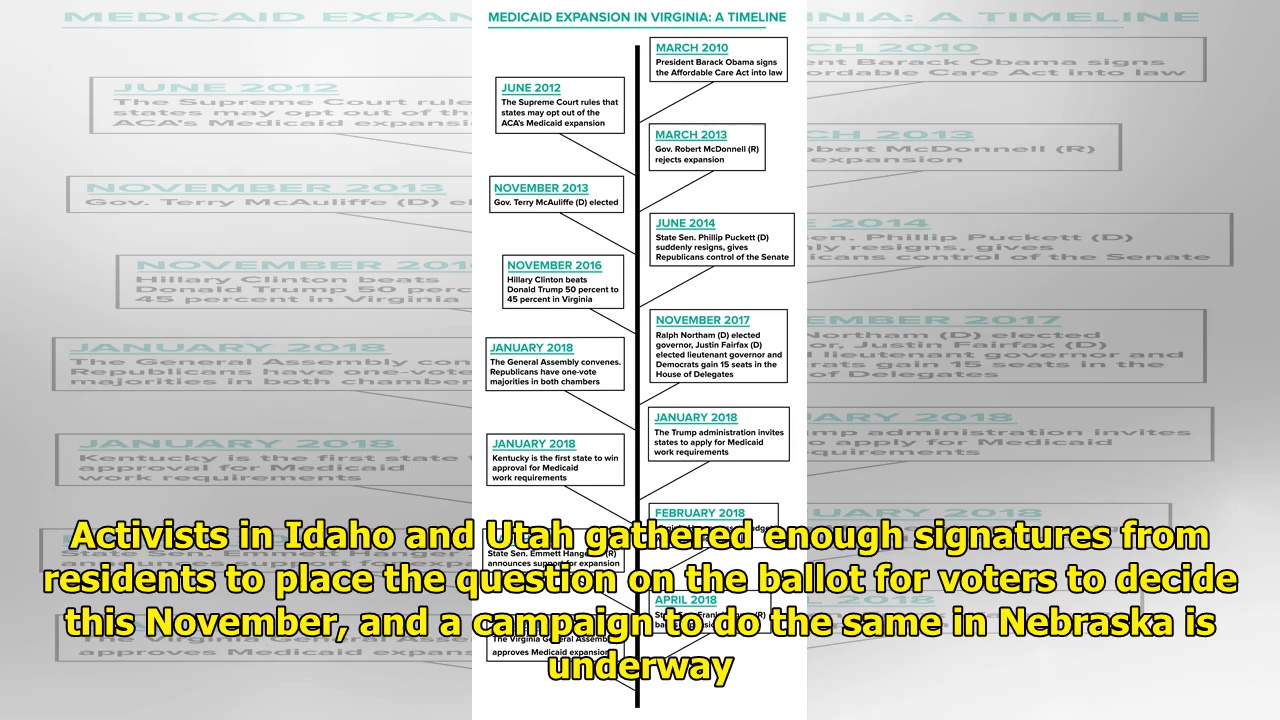 MEDICAID EXPANSION IN VIRGINIA: A TIMELINE
MARCH 2010
President Barack Obama signs
the Affordable Care Act into law
JUNE 2012
The Supreme Court rules that
states may opt out of the
ACA's Medicaid expansion
MARCH 2013
Gov. Robert McDonnell (R)
rejects expansion
NOVEMBER 2013
Gov. Terry McAuliffe (D) elected
JUNE 2014
State Sen. Phillip Puckett (D)
suddenly resigns, gives
Republicans control of the Senate
NOVEMBER 2016
Hillary Clinton beats
Donald Trump 50 percent to
45 percent in Virginia
NOVEMBER 2017
Ralph Northam (D) elected
governor, Justin Fairfax (D)
elected lieutenant governor and
Democrats gain 15 seats in the
House of Delegates
JANUARY 2018
The General Assembly convenes.
Republicans have one-vote
majorities in both chambers
JANUARY 2018
The Trump administration invites
states to apply for Medicaid
work requirements
JANUARY 2018
Kentucky is the first state to win
approval for Medicaid
work requirements
FEBRUARY 2018
State Sen. Emmett Hanger (R)
announces support for expansion
APRIL 2018
State Sen. Frank (R)
The Virginia General Assembly
approves Medicaid expansion
Activists in Idaho and Utah gathered enough signatures from
residents to place the question on the ballot for voters to decide
this November, and a campaign to do the same in Nebraska is
underway